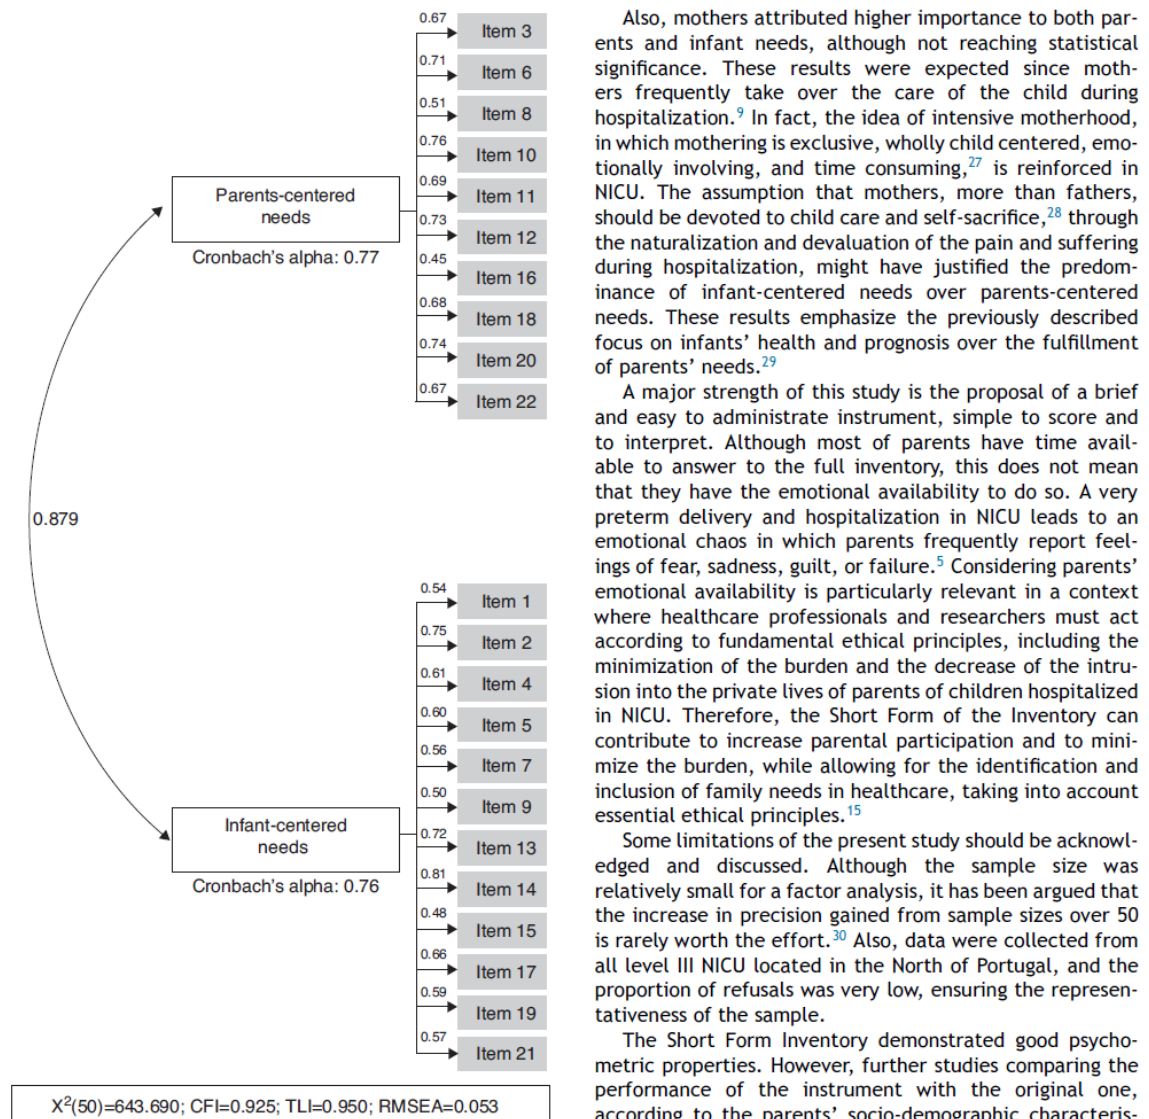 0.67
Item 3
0.71
Item 6
0.51
Item 8
0.76
Item 10
0.69
Item 11
0.73
Item 12
0.45
Item 16
0.68
Item 18
0.74
Item 20
0.67
Item 22
Parents-centered
needs
Cronbach's alpha: 0.77
0.879
0.54
Item 1
0.75
Item 2
0.61
Item 4
0.60
Item 5
0.56
Item 7
0.50
Item 9
0.72
Item 13
0.81
Item 14
0.48
Item 15
0.66
Item 17
0.59
Item 19
0.57
Item 21
Infant-centered
needs
Cronbach's alpha: 0.76
X²(50)=643.690; CFI=0.925; TLI=0.950; RMSEA=0.053
Also, mothers attributed higher importance to both par-
ents and infant needs, although not reaching statistical
significance. These results were expected since moth-
ers frequently take over the care of the child during
hospitalization.⁹ In fact, the idea of intensive motherhood,
in which mothering is exclusive, wholly child centered, emo-
tionally involving, and time consuming,²⁷ is reinforced in
NICU. The assumption that mothers, more than fathers,
should be devoted to child care and self-sacrifice,²⁸ through
the naturalization and devaluation of the pain and suffering
during hospitalization, might have justified the predom-
inance of infant-centered needs over parents-centered
needs. These results emphasize the previously described
focus on infants' health and prognosis over the fulfillment
of parents' needs.²⁹
A major strength of this study is the proposal of a brief
and easy to administrate instrument, simple to score and
to interpret. Although most of parents have time avail-
able to answer to the full inventory, this does not mean
that they have the emotional availability to do so. A very
preterm delivery and hospitalization in NICU leads to an
emotional chaos in which parents frequently report feel-
ings of fear, sadness, guilt, or failure.⁵ Considering parents'
emotional availability is particularly relevant in a context
where healthcare professionals and researchers must act
according to fundamental ethical principles, including the
minimization of the burden and the decrease of the intru-
sion into the private lives of parents of children hospitalized
in NICU. Therefore, the Short Form of the Inventory can
contribute to increase parental participation and to mini-
mize the burden, while allowing for the identification and
inclusion of family needs in healthcare, taking into account
essential ethical principles.¹⁵
Some limitations of the present study should be acknowl-
edged and discussed. Although the sample size was
relatively small for a factor analysis, it has been argued that
the increase in precision gained from sample sizes over 50
is rarely worth the effort.³⁰ Also, data were collected from
all level III NICU located in the North of Portugal, and the
proportion of refusals was very low, ensuring the represen-
tativeness of the sample.
The Short Form Inventory demonstrated good psycho-
metric properties. However, further studies comparing the
performance of the instrument with the original one,
according to the parents' socio-demographic characteris-